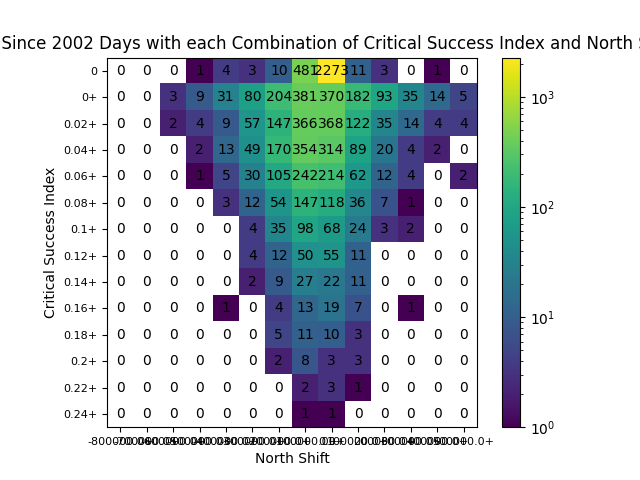 Since 2002 Days with each Combination of Critical Success Index and North
0 0 0 0 1 4 3 10 481 2273 11 3 0 1 0
0+ 0 0 3 9 31 80 204 381 370 182 93 35 14 5
0.02+ 0 0 2 4 9 57 147 366 368 122 35 14 4 4
0.04+ 0 0 0 2 13 49 170 354 314 89 20 4 2 0
0.06+ 0 0 0 1 5 30 105 242 214 62 12 4 0 2
0.08+ 0 0 0 0 3 12 54 147 118 36 7 1 0 0
0.1+ 0 0 0 0 0 4 35 98 68 24 3 2 0 0
0.12+ 0 0 0 0 0 4 12 50 55 11 0 0 0 0
0.14+ 0 0 0 0 0 2 9 27 22 11 0 0 0 0
0.16+ 0 0 0 0 1 0 4 13 19 7 0 1 0 0
0.18+ 0 0 0 0 0 0 5 11 10 3 0 0 0 0
0.2+ 0 0 0 0 0 0 2 8 3 3 0 0 0 0
0.22+ 0 0 0 0 0 0 0 2 3 1 0 0 0 0
0.24+ 0 0 0 0 0 0 0 1 1 0 0 0 0 0
North Shift
Critical Success Index
10³
10²
10¹
10⁰